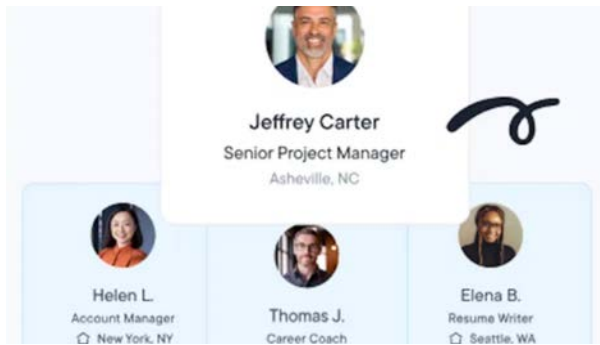 Jeffrey Carter
Senior Project Manager
Asheville, NC
Helen L.
Account Manager
New York, NY
Thomas J.
Career Coach
Elena B.
Resume Writer
Seattle, WA